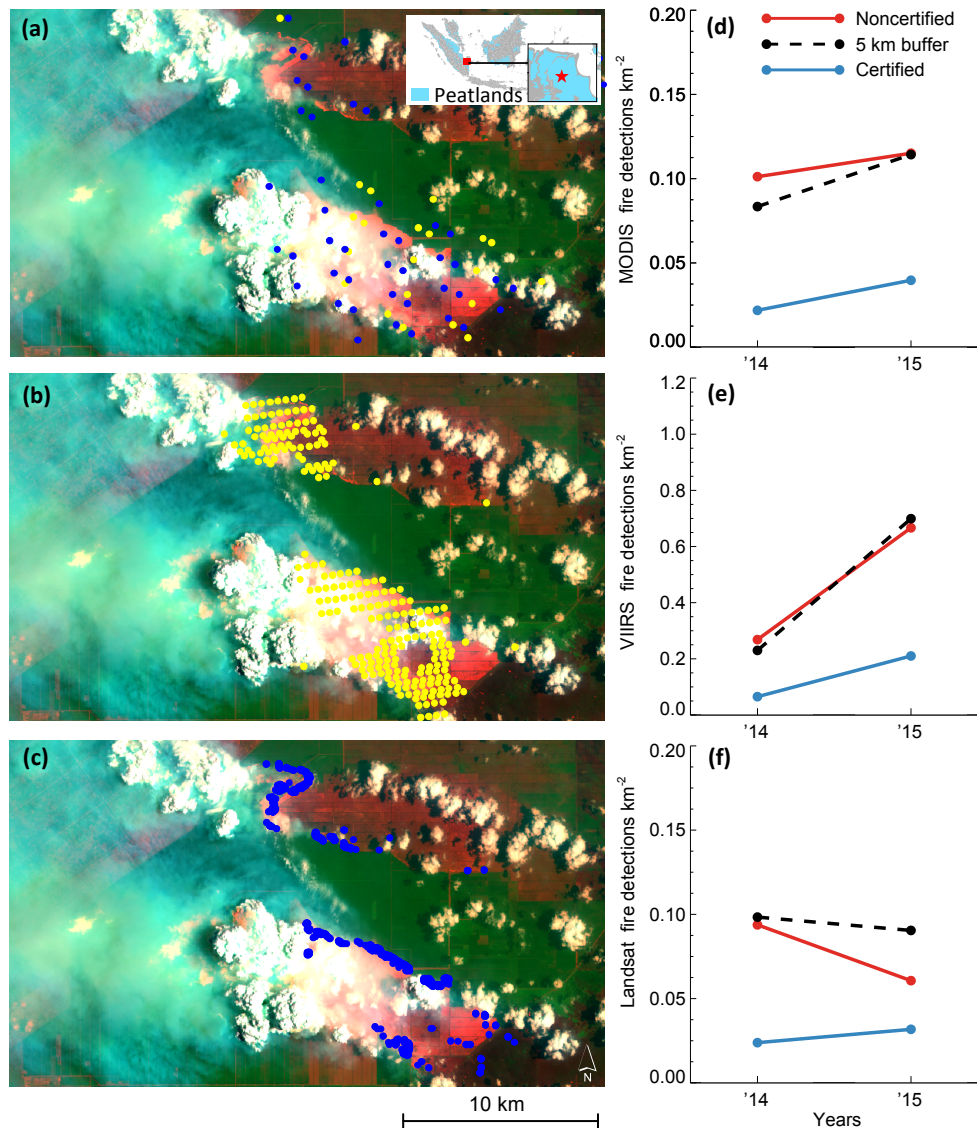 (a)
Peatlands
(b)
(c)
N
10 km
(d)
Noncertified
5 km buffer
Certified
MODIS fire detections km-2
0.20
0.15
0.10
0.05
0.00
'14
'15
(e)
VIIRS fire detections km-2
1.2
1.0
0.8
0.6
0.4
0.2
0.0
'14
'15
(f)
Landsat fire detections km-2
0.20
0.15
0.10
0.05
0.00
'14
'15
Years